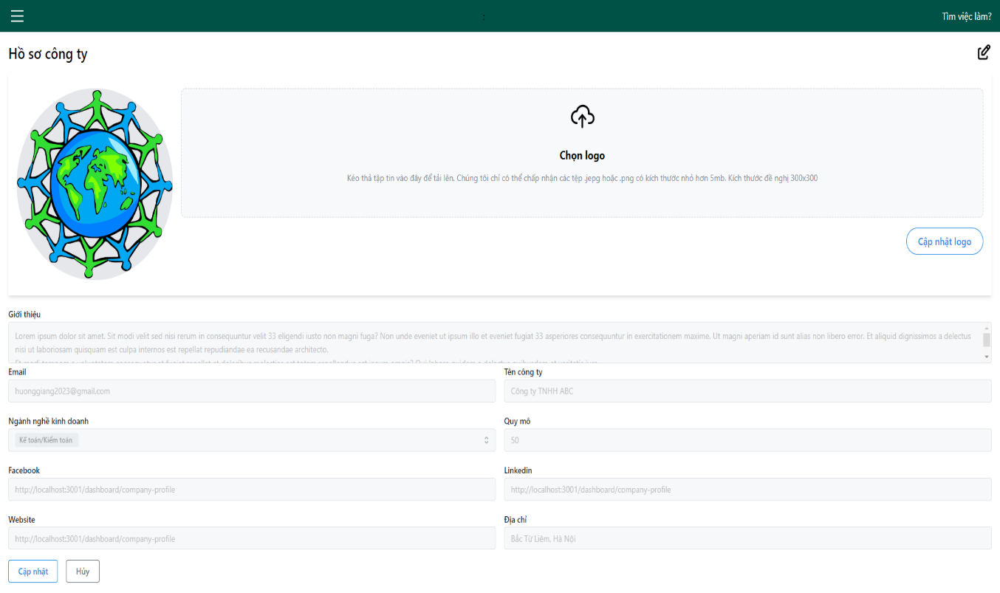 :
Tìm việc làm?
Hồ sơ công ty
Chọn logo
Kéo thả tập tin vào đây để tải lên. Chúng tôi chỉ có thể chấp nhận các tệp .jepg hoặc .png có kích thước nhỏ hơn 5mb. Kích thước đề nghị 300x300
Cập nhật logo
Giới thiệu
Lorem ipsum dolor sit amet. Sit modi velit sed nisi rerum in consequuntur velit 33 eligendi iusto non magni fuga? Non unde eveniet ut ipsum illo et eveniet fugiat 33 asperiores consequuntur in exercitationem maxime. Ut magni aperiam id sunt alias non libero error. Et aliquid dignissimos a delectus
nisi ut laboriosam quisquam est culpa internos est repellat repudiandae ea recusandae architecto.
Email
Tên công ty
huonggiang2023@gmail.com
Công ty TNHH ABC
Ngành nghề kinh doanh
Quy mô
Kế toán/Kiểm toán
50
Facebook
Linkedin
http://localhost:3001/dashboard/company-profile
http://localhost:3001/dashboard/company-profile
Website
Địa chỉ
http://localhost:3001/dashboard/company-profile
Bắc Từ Liêm, Hà Nội
Cập nhật
Hủy